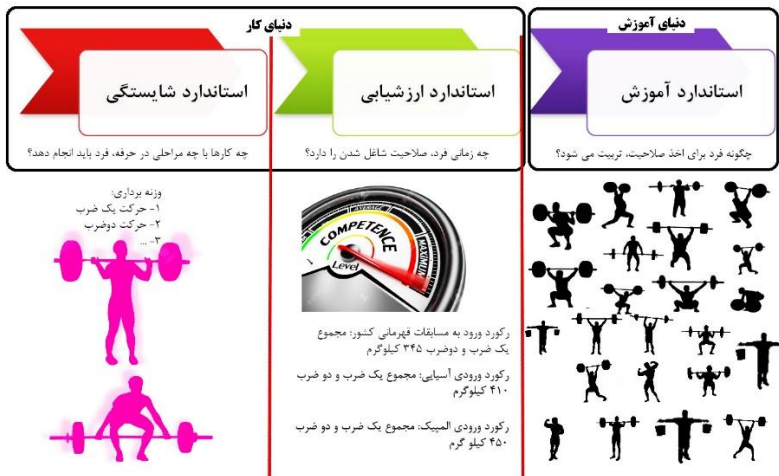 دنیای آموزش
دنیای کار
استاندارد آموزش
استاندارد ارزشیابی
استاندارد شایستگی
چگونه فرد برای اخذ صلاحیت، تربیت می شود؟
چه زمانی فرد، صلاحیت شاغل شدن را دارد؟
چه کارها با چه مراحلی در حرفه، فرد باید انجام دهد؟
AVERAGE
MAXIMUM
COMPETENCE
Level
رکورد ورود به مسابقات قهرمانی کشور: مجموع
یک ضرب و دوضرب ۳۴۵ کیلوگرم
رکورد ورودی آسیایی: مجموع یک ضرب و دو ضرب
۴۱۰ کیلوگرم
رکورد ورودی المپیک: مجموع یک ضرب و دو ضرب
۴۵۰ کیلو گرم
وزنه برداری:
۱- حرکت یک ضرب
۲- حرکت دوضرب
۳- ...